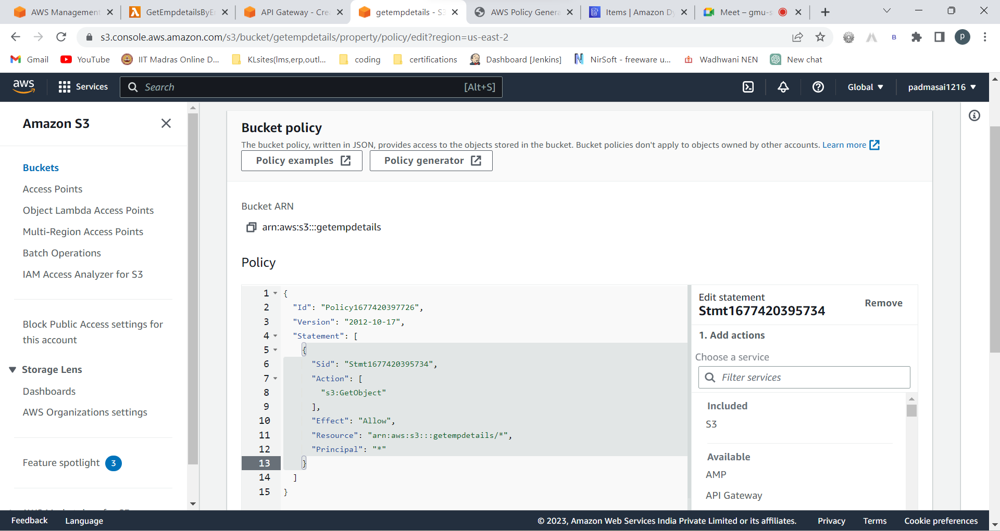 AWS Management
GetEmpdetailsByE
API Gateway - Cre
getempdetails - S3
AWS Policy Genera
Items | Amazon Dy
Meet – gmu-s
s3.console.aws.amazon.com/s3/bucket/getempdetails/property/policy/edit?region=us-east-2
B
p
Gmail
YouTube
IIT Madras Online D...
KLsites(lms,erp,outl...
coding
certifications
Dashboard [Jenkins]
NirSoft - freeware u...
Wadhwani NEN
New chat
aws
Services
Search
[Alt+S]
Global
padmasai1216
Amazon S3
Buckets
Access Points
Object Lambda Access Points
Multi-Region Access Points
Batch Operations
IAM Access Analyzer for S3
Block Public Access settings for
this account
Storage Lens
Dashboards
AWS Organizations settings
Feature spotlight 3
Bucket policy
The bucket policy, written in JSON, provides access to the objects stored in the bucket. Bucket policies don't apply to objects owned by other accounts. Learn more
Policy examples
Policy generator
Bucket ARN
arn:aws:s3:::getempdetails
Policy
1 {
2 "Id": "Policy1677420397726",
3 "Version": "2012-10-17",
4 "Statement": [
5 {
6 "Sid": "Stmt1677420395734",
7 "Action": [
8 "s3:GetObject"
9 ],
10 "Effect": "Allow",
11 "Resource": "arn:aws:s3:::getempdetails/*",
12 "Principal": "*"
13 }
14 ]
15 }
Edit statement
Stmt1677420395734
Remove
1. Add actions
Choose a service
Filter services
Included
S3
Available
AMP
API Gateway
Feedback
Language
© 2023, Amazon Web Services India Private Limited or its affiliates.
Privacy
Terms
Cookie preferences